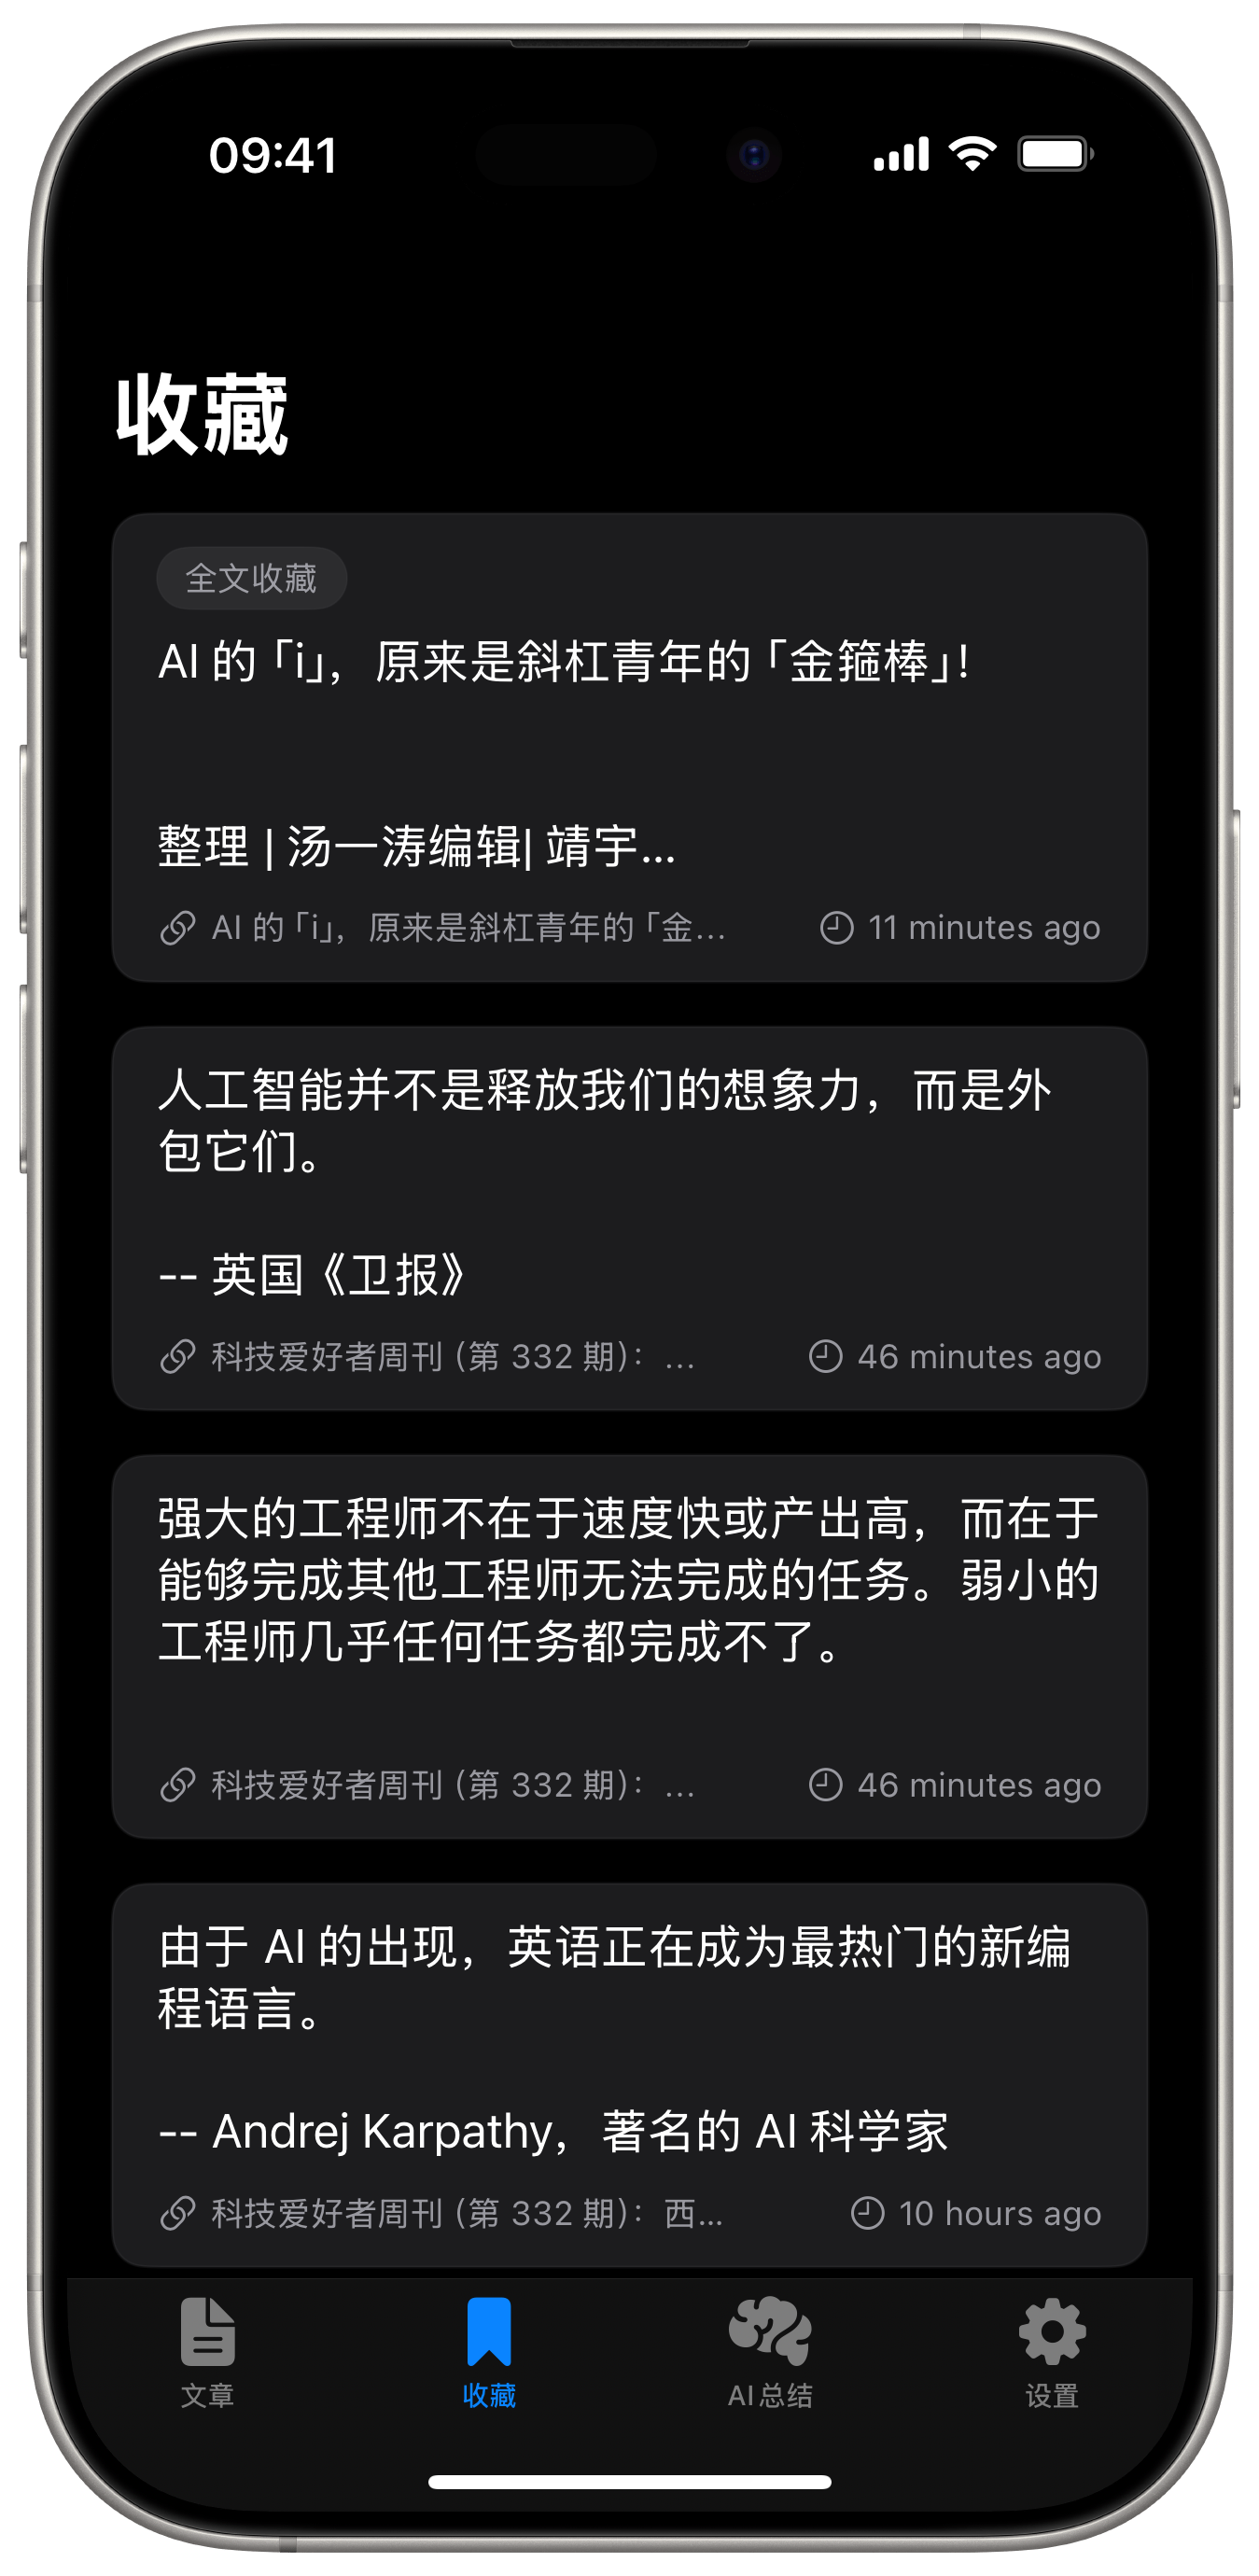 09:41
收藏
全文收藏
AI 的「i」，原来是斜杠青年的「金箍棒」！
整理 | 汤一涛编辑| 靖宇...
AI 的「i」，原来是斜杠青年的「金...
11 minutes ago
人工智能并不是释放我们的想象力，而是外
包它们。
-- 英国《卫报》
科技爱好者周刊（第 332 期）：...
46 minutes ago
强大的工程师不在于速度快或产出高，而在于
能够完成其他工程师无法完成的任务。弱小的
工程师几乎任何任务都完成不了。
科技爱好者周刊（第 332 期）：...
46 minutes ago
由于 AI 的出现，英语正在成为最热门的新编
程语言。
-- Andrej Karpathy，著名的 AI 科学家
科技爱好者周刊（第 332 期）：西...
10 hours ago
文章
收藏
AI 总结
设置